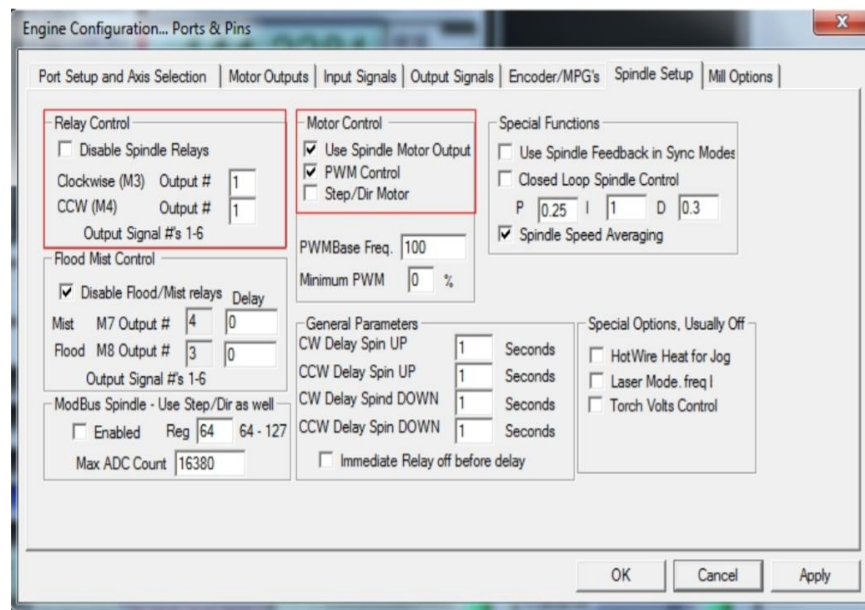 Engine Configuration... Ports & Pins
X
Port Setup and Axis Selection Motor Outputs Input Signals Output Signals Encoder/MPG's Spindle Setup Mill Options
Relay Control
Disable Spindle Relays
Clockwise (M3) Output # 1
CCW (M4) Output # 1
Output Signal #'s 1-6
Flood Mist Control
Disable Flood/Mist relays Delay
Mist M7 Output # 4 0
Flood M8 Output # 3 0
Output Signal #'s 1-6
ModBus Spindle - Use Step/Dir as well
Enabled Reg 64 64 - 127
Max ADC Count 16380
Motor Control
Use Spindle Motor Output
PWM Control
Step/Dir Motor
PWMBase Freq. 100
Minimum PWM 0 %
General Parameters
CW Delay Spin UP 1 Seconds
CCW Delay Spin UP 1 Seconds
CW Delay Spind DOWN 1 Seconds
CCW Delay Spin DOWN 1 Seconds
Immediate Relay off before delay
Special Functions
Use Spindle Feedback in Sync Modes
Closed Loop Spindle Control
P 0.25 I 1 D 0.3
Spindle Speed Averaging
Special Options, Usually Off
HotWire Heat for Jog
Laser Mode. freq
Torch Volts Control
OK Cancel Apply